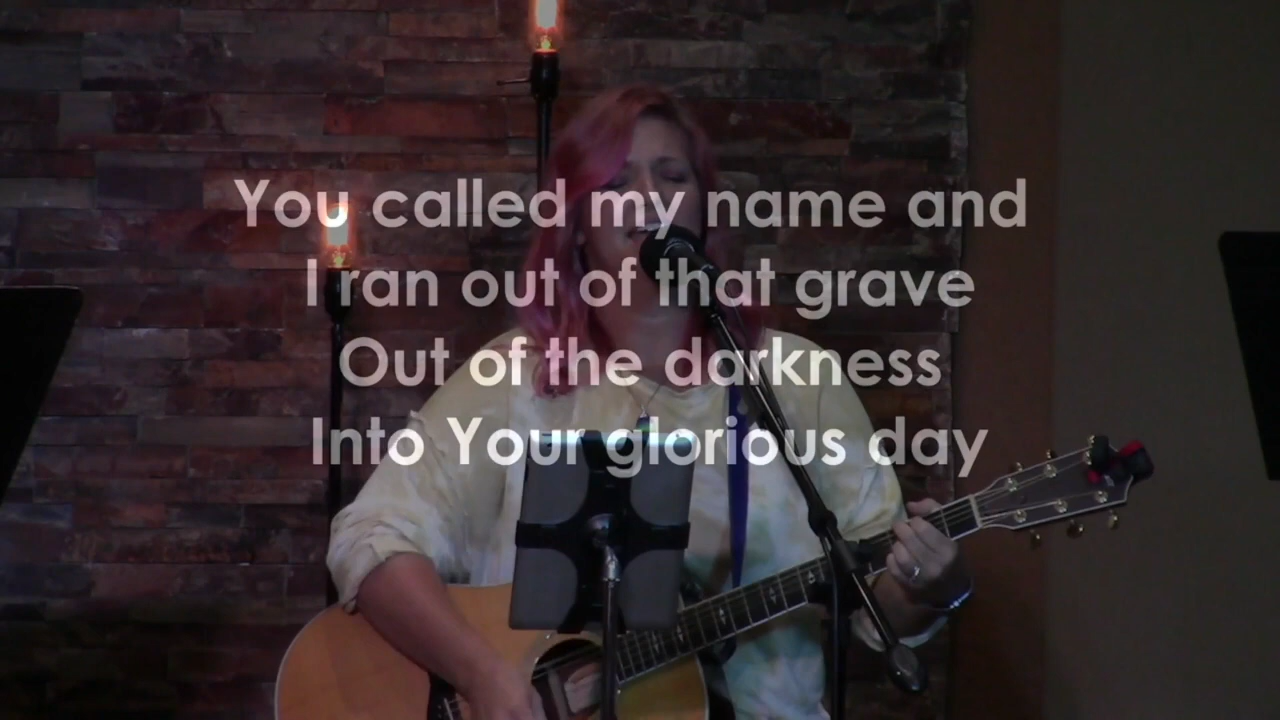 You called my name and
I ran out of that grave
Out of the darkness
Into Your glorious day